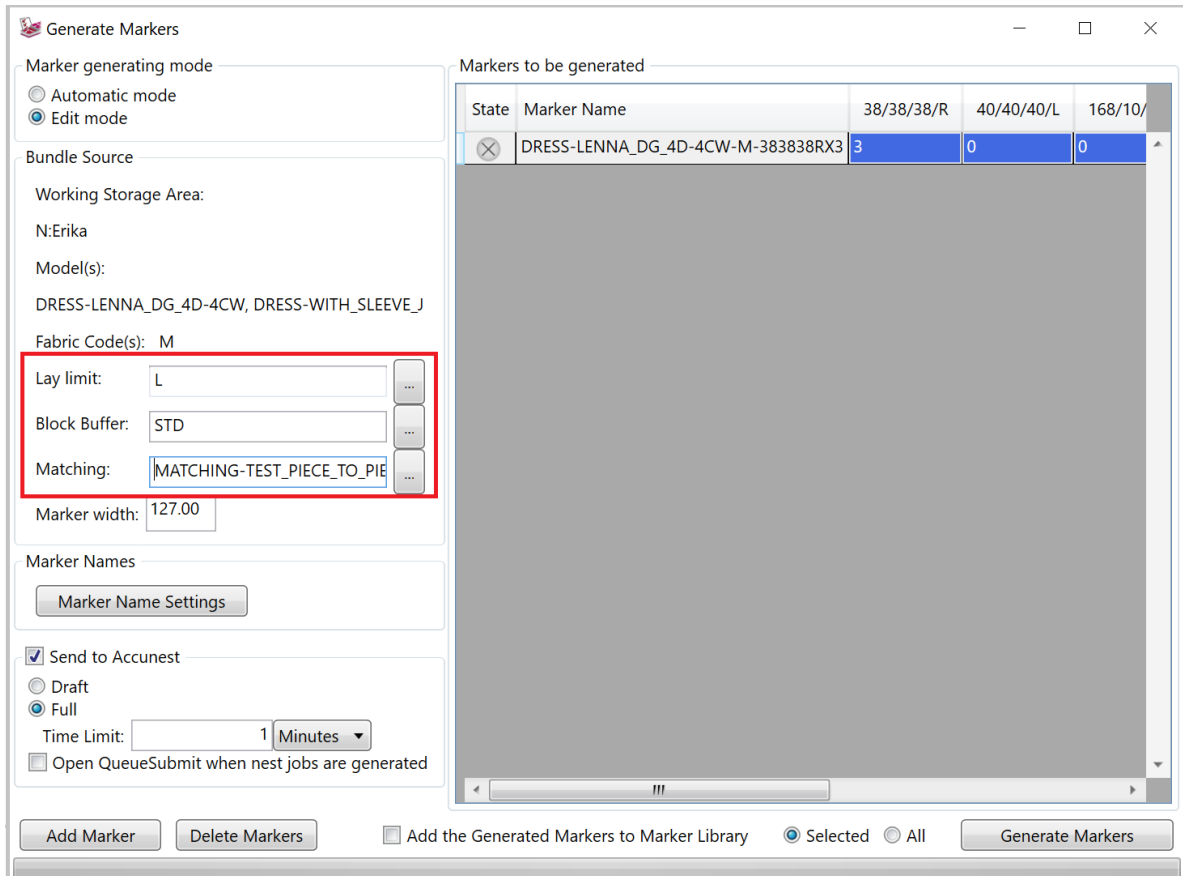 Generate Markers
Marker generating mode
Automatic mode
Edit mode
Bundle Source
Working Storage Area:
N:Erika
Model(s):
DRESS-LENNA_DG_4D-4CW, DRESS-WITH_SLEEVE_J
Fabric Code(s): M
Lay limit: L ...
Block Buffer: STD ...
Matching: MATCHING-TEST_PIECE_TO_PIE ...
Marker width: 127.00
Marker Names
Marker Name Settings
Send to Accunest
Draft
Full
Time Limit: 1 Minutes
Open QueueSubmit when nest jobs are generated
Markers to be generated
State Marker Name 38/38/38/R 40/40/40/L 168/10/
DRESS-LENNA_DG_4D-4CW-M-383838RX3 3 0 0
Add Marker Delete Markers Add the Generated Markers to Marker Library Selected All Generate Markers